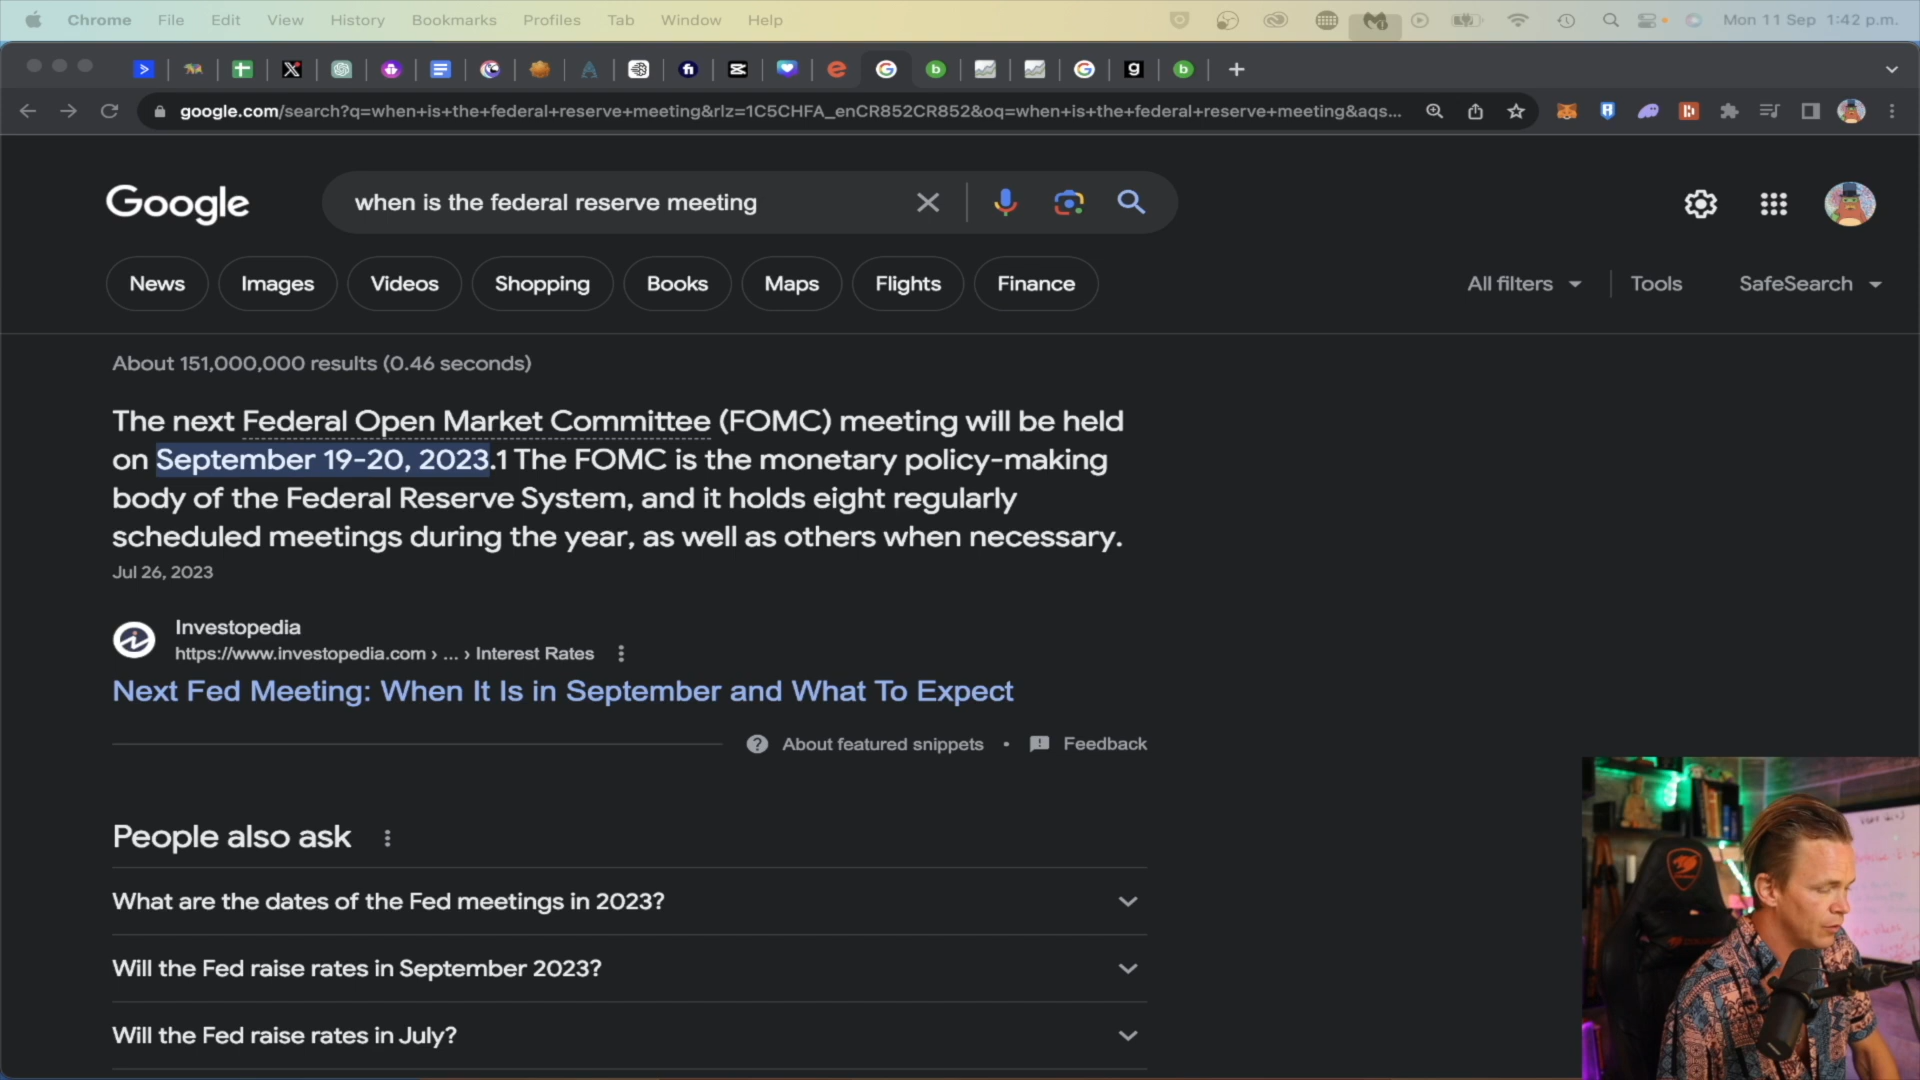 Chrome File Edit View History Bookmarks Profiles Tab Window Help Mon 11 Sep 1:42 p.m.
google.com/search?q=when+is+the+federal+reserve+meeting&rlz=1C5CHFA_enCR852CR852&oq=when+is+the+federal+reserve+meeting&aqs...
Google when is the federal reserve meeting
News Images Videos Shopping Books Maps Flights Finance All filters Tools SafeSearch
About 151,000,000 results (0.46 seconds)
The next Federal Open Market Committee (FOMC) meeting will be held
on September 19-20, 2023.1 The FOMC is the monetary policy-making
body of the Federal Reserve System, and it holds eight regularly
scheduled meetings during the year, as well as others when necessary.
Jul 26, 2023
Investopedia
https://www.investopedia.com › ... › Interest Rates
Next Fed Meeting: When It Is in September and What To Expect
About featured snippets • Feedback
People also ask
What are the dates of the Fed meetings in 2023?
Will the Fed raise rates in September 2023?
Will the Fed raise rates in July?